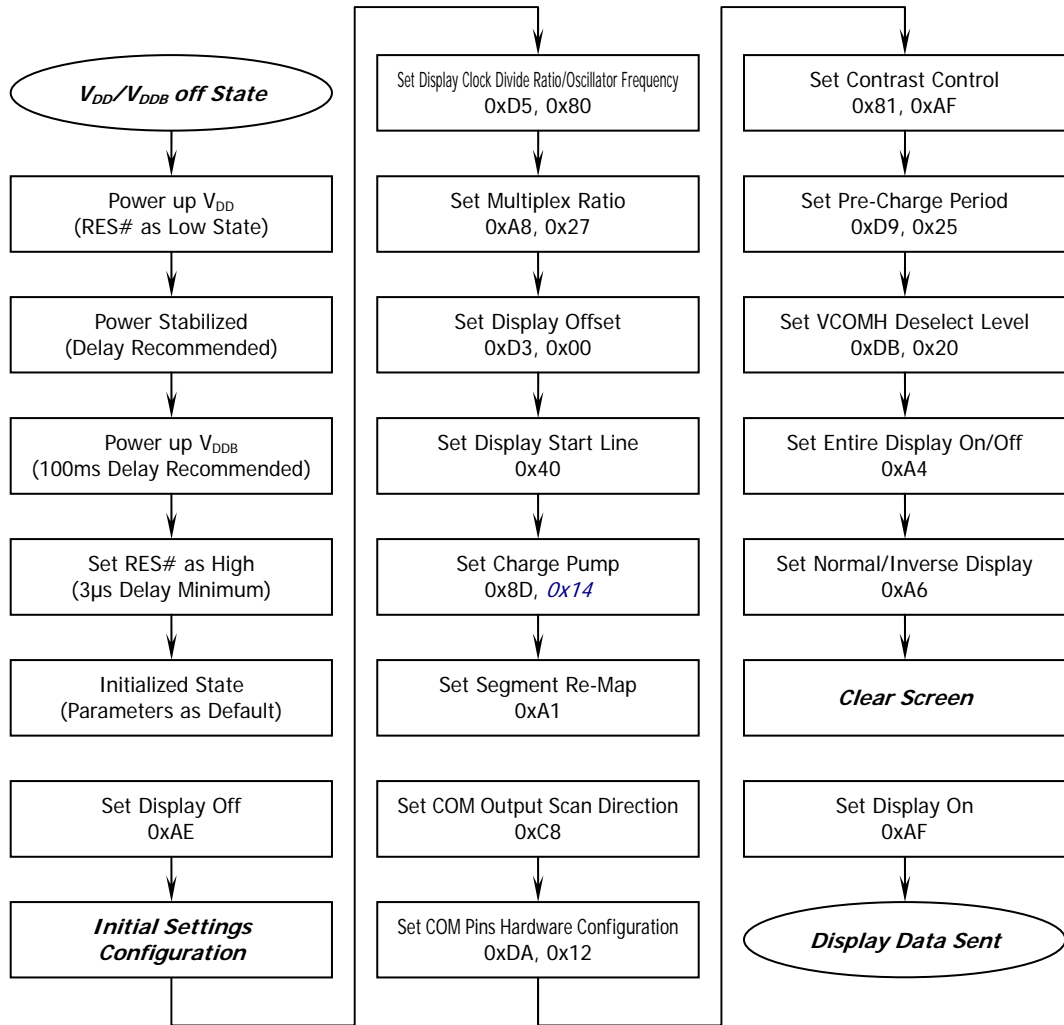 V_DD/V_DDB off State
Power up V_DD
(RES# as Low State)
Power Stabilized
(Delay Recommended)
Power up V_DDB
(100ms Delay Recommended)
Set RES# as High
(3µs Delay Minimum)
Initialized State
(Parameters as Default)
Set Display Off
0xAE
Initial Settings
Configuration
Set Display Clock Divide Ratio/Oscillator Frequency
0xD5, 0x80
Set Multiplex Ratio
0xA8, 0x27
Set Display Offset
0xD3, 0x00
Set Display Start Line
0x40
Set Charge Pump
0x8D, 0x14
Set Segment Re-Map
0xA1
Set COM Output Scan Direction
0xC8
Set COM Pins Hardware Configuration
0xDA, 0x12
Set Contrast Control
0x81, 0xAF
Set Pre-Charge Period
0xD9, 0x25
Set VCOMH Deselect Level
0xDB, 0x20
Set Entire Display On/Off
0xA4
Set Normal/Inverse Display
0xA6
Clear Screen
Set Display On
0xAF
Display Data Sent